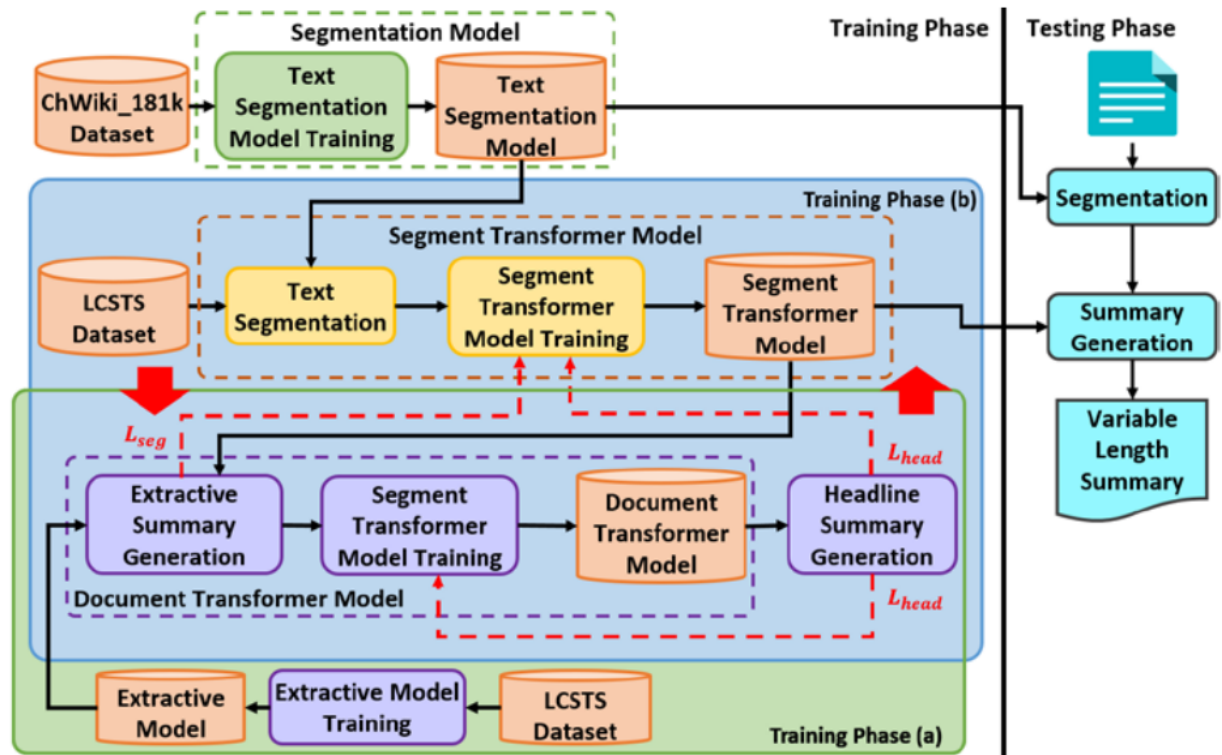 Segmentation Model
Training Phase
Testing Phase
ChWiki_181k
Dataset
Text
Segmentation
Model Training
Text
Segmentation
Model
Segmentation
Training Phase (b)
Segment Transformer Model
LCSTS
Dataset
Text
Segmentation
Segment
Transformer
Model Training
Segment
Transformer
Model
Summary
Generation
Variable
Length
Summary
L_seg
L_head
Extractive
Summary
Generation
Segment
Transformer
Model Training
Document
Transformer
Model
Headline
Summary
Generation
Document Transformer Model
L_head
Extractive
Model
Extractive Model
Training
LCSTS
Dataset
Training Phase (a)